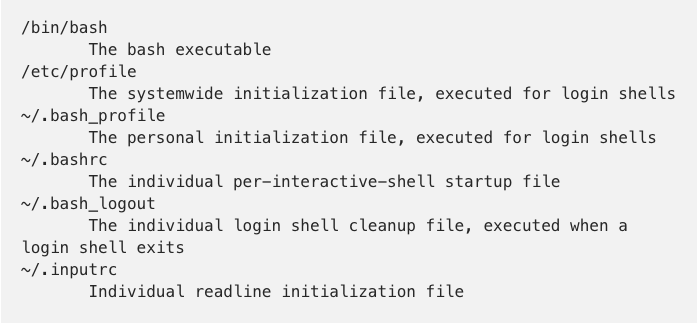 /bin/bash
The bash executable
/etc/profile
The systemwide initialization file, executed for login shells
~/.bash_profile
The personal initialization file, executed for login shells
~/.bashrc
The individual per-interactive-shell startup file
~/.bash_logout
The individual login shell cleanup file, executed when a
login shell exits
~/.inputrc
Individual readline initialization file